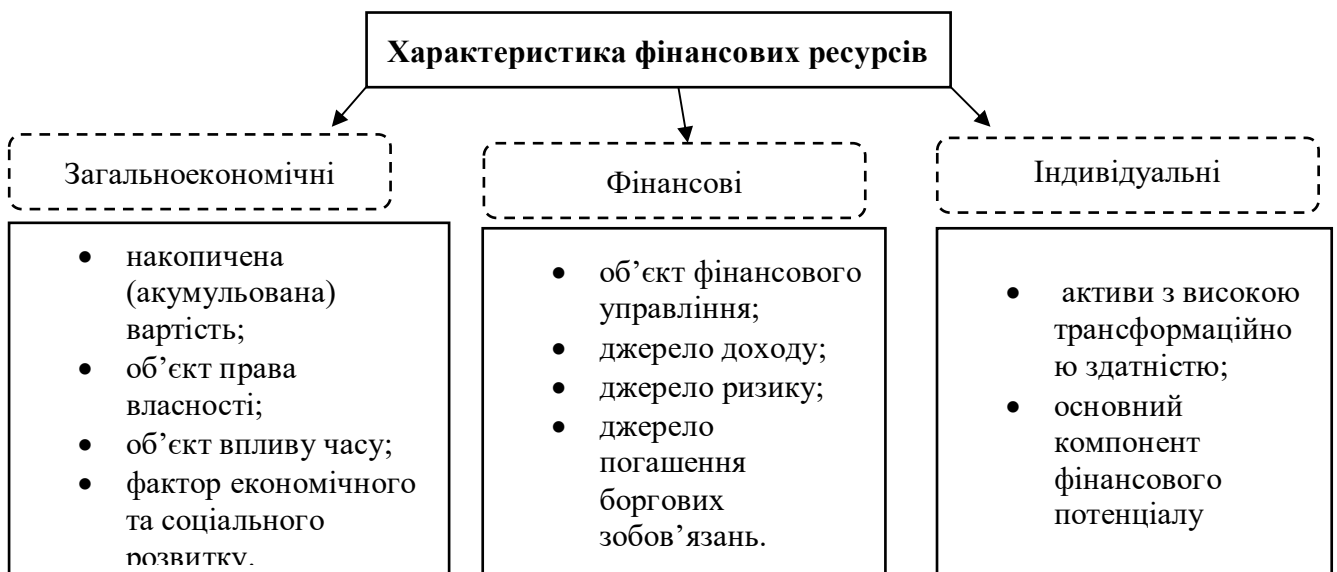 Характеристика фінансових ресурсів
Загальноекономічні
• накопичена
(акумульована)
вартість;
• об’єкт права
власності;
• об’єкт впливу часу;
• фактор економічного
та соціального
розвитку.
Фінансові
• об’єкт фінансового
управління;
• джерело доходу;
• джерело ризику;
• джерело
погашення
боргових
зобов’язань.
Індивідуальні
• активи з високою
трансформаційно
ю здатністю;
• основний
компонент
фінансового
потенціалу